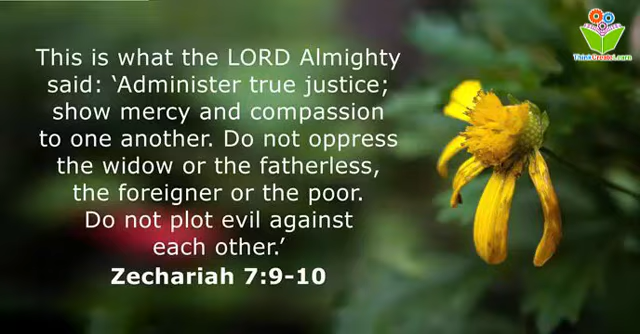 This is what the LORD Almighty
said: ‘Administer true justice;
show mercy and compassion
to one another. Do not oppress
the widow or the fatherless,
the foreigner or the poor.
Do not plot evil against
each other.’
Zechariah 7:9-10